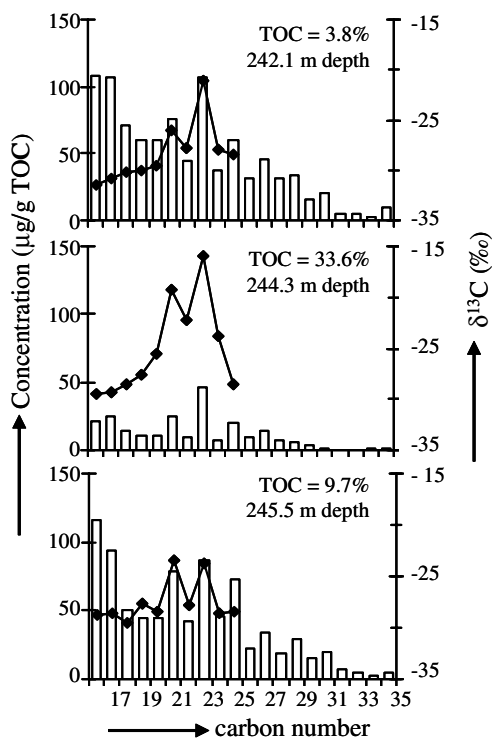 150
100
50
0
TOC = 3.8%
242.1 m depth
-15
-25
-35
150
100
50
0
TOC = 33.6%
244.3 m depth
- 15
-25
-35
150
100
50
0
TOC = 9.7%
245.5 m depth
- 15
-25
-35
Concentration (μg/g TOC)
δ13C (‰)
17 19 21 23 25 27 29 31 33 35
carbon number